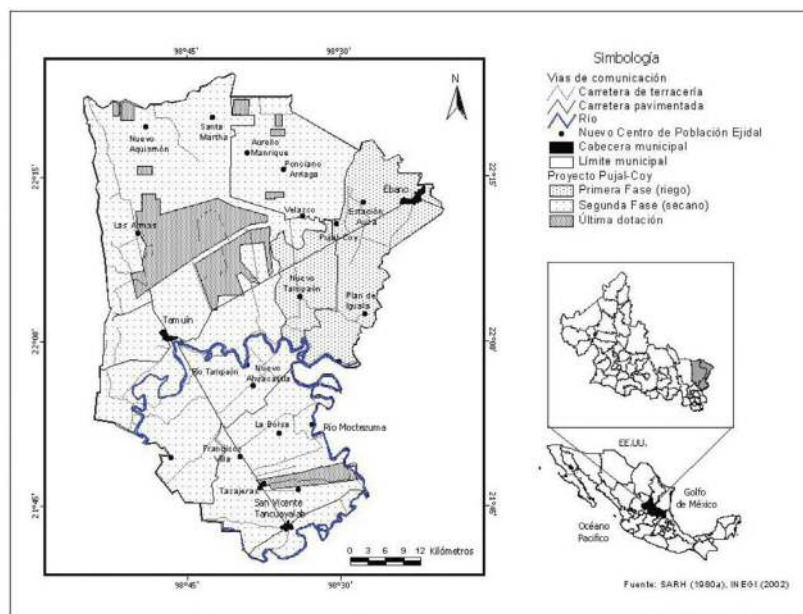 98°45'
98°30'
N
22°15'
22°15'
22°00'
22°00'
21°45'
21°45'
Nuevo
Aquismón
Santa
Martha
Aurelio
Manrique
Ponciano
Arriaga
Ébano
Velazco
Estación
Auza
Pujal-Coy
Las Armas
Nuevo
Tampaón
Plan de
Iguala
Tamuín
Río Tampaón
Nuevo
Ahuacatitla
La Bolsa
Río Moctezuma
Francisco
Villa
Tazajeras
San Vicente
Tancuayalab
0 3 6 9 12
Kilómetros
98°45'
98°30'
Simbología
Vías de comunicación
Carretera de terracería
Carretera pavimentada
Río
Nuevo Centro de Población Ejidal
Cabecera municipal
Límite municipal
Proyecto Pujal-Coy
Primera Fase (riego)
Segunda Fase (secano)
Última dotación
EE.UU.
Golfo
de México
Océano
Pacífico
Fuente: SARH (1980a), INEGI (2002)